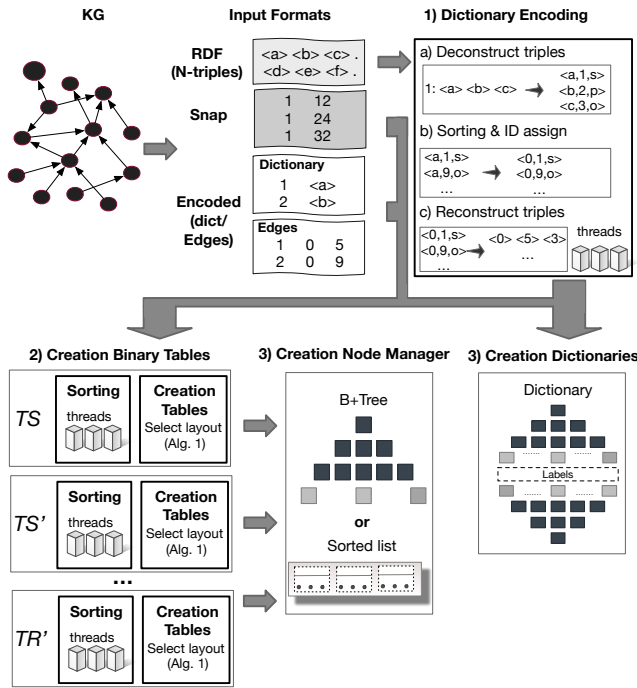 KG
Input Formats
1) Dictionary Encoding
RDF
(N-triples)
<a> <b> <c> .
<d> <e> <f> .
Snap
1 12
1 24
1 32
Encoded
(dict/
Edges)
Dictionary
1 <a>
2 <b>
Edges
1 0 5
2 0 9
a) Deconstruct triples
1: <a> <b> <c>
<a,1,s>
<b,2,p>
<c,3,o>
b) Sorting & ID assign
<a,1,s>
<a,9,o>
...
<0,1,s>
<0,9,o>
...
c) Reconstruct triples
<0,1,s>
<0,9,o>
...
<0> <5> <3>
...
threads
2) Creation Binary Tables
TS
Sorting
threads
Creation
Tables
Select layout
(Alg. 1)
TS'
Sorting
threads
Creation
Tables
Select layout
(Alg. 1)
...
TR'
Sorting
threads
Creation
Tables
Select layout
(Alg. 1)
3) Creation Node Manager
B+Tree
or
Sorted list
3) Creation Dictionaries
Dictionary
Labels